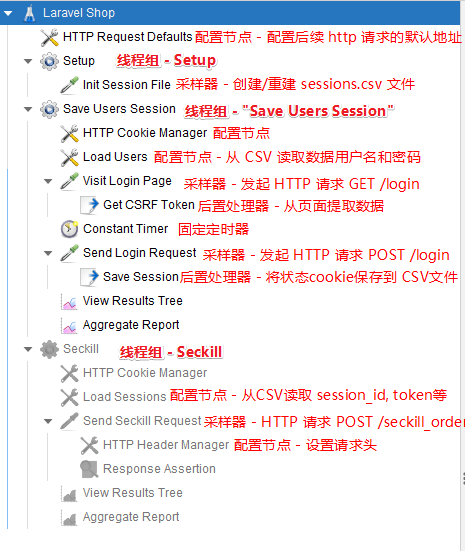 Laravel Shop
HTTP Request Defaults 配置节点 - 配置后续 http 请求的默认地址
Setup 线程组 - Setup
Init Session File 采样器 - 创建/重建 sessions.csv 文件
Save Users Session 线程组 - "Save Users Session"
HTTP Cookie Manager 配置节点
Load Users 配置节点 - 从 CSV 读取数据用户名和密码
Visit Login Page 采样器 - 发起 HTTP 请求 GET /login
Get CSRF Token 后置处理器 - 从页面提取数据
Constant Timer 固定定时器
Send Login Request 采样器 - 发起 HTTP 请求 POST /login
Save Session 后置处理器 - 将状态cookie保存到 CSV文件
View Results Tree
Aggregate Report
Seckill 线程组 - Seckill
HTTP Cookie Manager
Load Sessions 配置节点 - 从CSV读取 session_id, token等
Send Seckill Request 采样器 - HTTP 请求 POST /seckill_order
HTTP Header Manager 配置节点 - 设置请求头
Response Assertion
View Results Tree
Aggregate Report